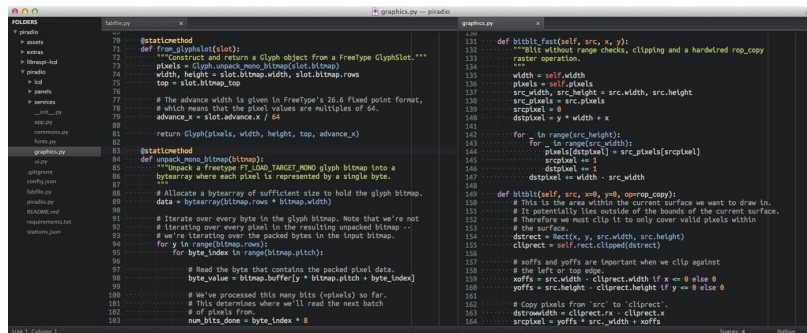 graphics.py — piradio
FOLDERS
piradio
assets
extras
libraspi-lcd
piradio
lcd
panels
services
__init__.py
app.py
commons.py
fonts.py
graphics.py
ui.py
.gitignore
config.json
fabfile.py
piradio.py
README.md
requirements.txt
stations.json
fabfile.py
70 @staticmethod
71 def from_glyphslot(slot):
72 """Construct and return a Glyph object from a FreeType GlyphSlot."""
73 pixels = Glyph.unpack_mono_bitmap(slot.bitmap)
74 width, height = slot.bitmap.width, slot.bitmap.rows
75 top = slot.bitmap_top
76
77 # The advance width is given in FreeType's 26.6 fixed point format,
78 # which means that the pixel values are multiples of 64.
79 advance_x = slot.advance.x / 64
80
81 return Glyph(pixels, width, height, top, advance_x)
82
83 @staticmethod
84 def unpack_mono_bitmap(bitmap):
85 """Unpack a freetype FT_LOAD_TARGET_MONO glyph bitmap into a
86 bytearray where each pixel is represented by a single byte.
87 """
88 # Allocate a bytearray of sufficient size to hold the glyph bitmap.
89 data = bytearray(bitmap.rows * bitmap.width)
90
91 # Iterate over every byte in the glyph bitmap. Note that we're not
92 # iterating over every pixel in the resulting unpacked bitmap --
93 # we're iterating over the packed bytes in the input bitmap.
94 for y in range(bitmap.rows):
95 for byte_index in range(bitmap.pitch):
96
97 # Read the byte that contains the packed pixel data.
98 byte_value = bitmap.buffer[y * bitmap.pitch + byte_index]
99
100 # We've processed this many bits (=pixels) so far.
101 # This determines where we'll read the next batch
102 # of pixels from.
103 num_bits_done = byte_index * 8
graphics.py
130
131 def bitblt_fast(self, src, x, y):
132 """Blit without range checks, clipping and a hardwired rop_copy
133 raster operation.
134 """
135 width = self.width
136 pixels = self.pixels
137 src_width, src_height = src.width, src.height
138 src_pixels = src.pixels
139 srcpixel = 0
140 dstpixel = y * width + x
141
142 for _ in range(src_height):
143 for _ in range(src_width):
144 pixels[dstpixel] = src_pixels[srcpixel]
145 srcpixel += 1
146 dstpixel += 1
147 dstpixel += width - src_width
148
149 def bitblt(self, src, x=0, y=0, op=rop_copy):
150 # This is the area within the current surface we want to draw in.
151 # It potentially lies outside of the bounds of the current surface.
152 # Therefore we must clip it to only cover valid pixels within
153 # the surface.
154 dstrect = Rect(x, y, src.width, src.height)
155 cliprect = self.rect.clipped(dstrect)
156
157 # xoffs and yoffs are important when we clip against
158 # the left or top edge.
159 xoffs = src.width - cliprect.width if x <= 0 else 0
160 yoffs = src.height - cliprect.height if y <= 0 else 0
161
162 # Copy pixels from `src` to `cliprect`.
163 dstrowwidth = cliprect.rx - cliprect.x
164 srcpixel = yoffs * src.width + xoffs
Line 1, Column 1
Spaces: 4
Python